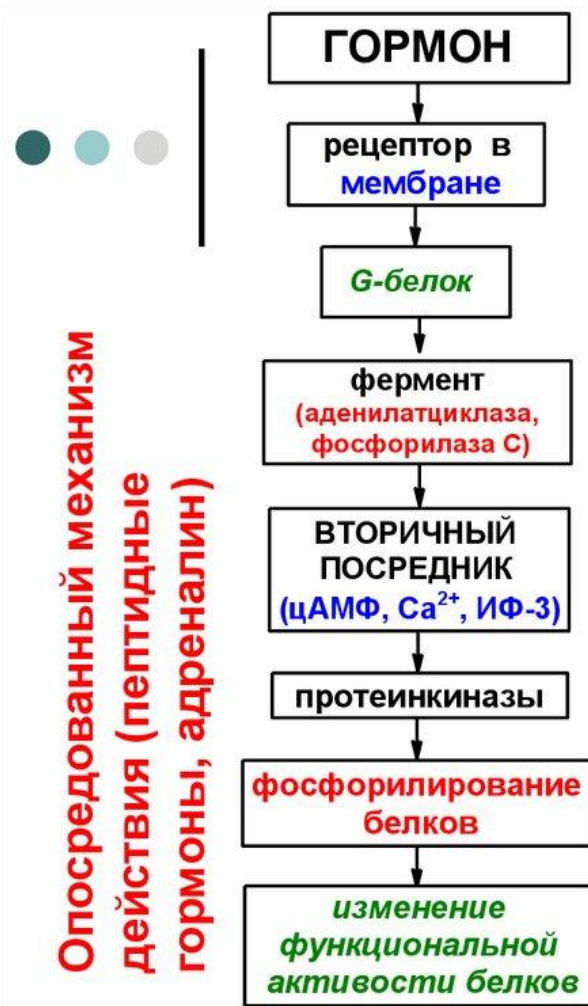 ГОРМОН
рецептор в
мембране
G-белок
фермент
(аденилатциклаза,
фосфорилаза С)
ВТОРИЧНЫЙ
ПОСРЕДНИК
(цАМФ, Ca²⁺, ИФ-3)
протеинкиназы
фосфорилирование
белков
изменение
функциональной
активости белков
Опосредованный механизм
действия (пептидные
гормоны, адреналин)